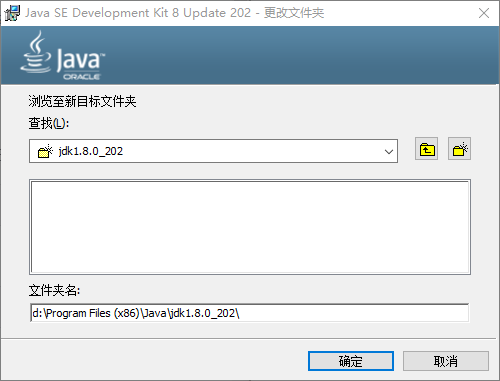 Java SE Development Kit 8 Update 202 - 更改文件夹
Java™
ORACLE
浏览至新目标文件夹
查找(L):
jdk1.8.0_202
文件夹名:
d:\Program Files (x86)\Java\jdk1.8.0_202\
确定
取消